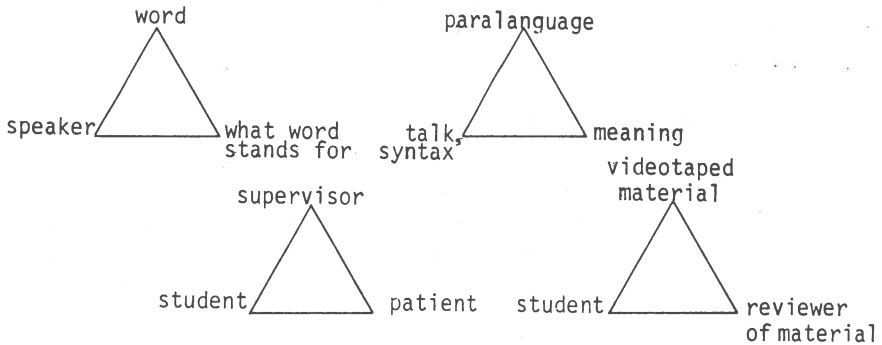 word
speaker
what word
stands for
paralanguage
talk,
syntax
meaning
supervisor
student
patient
videotaped
material
student
reviewer
of material